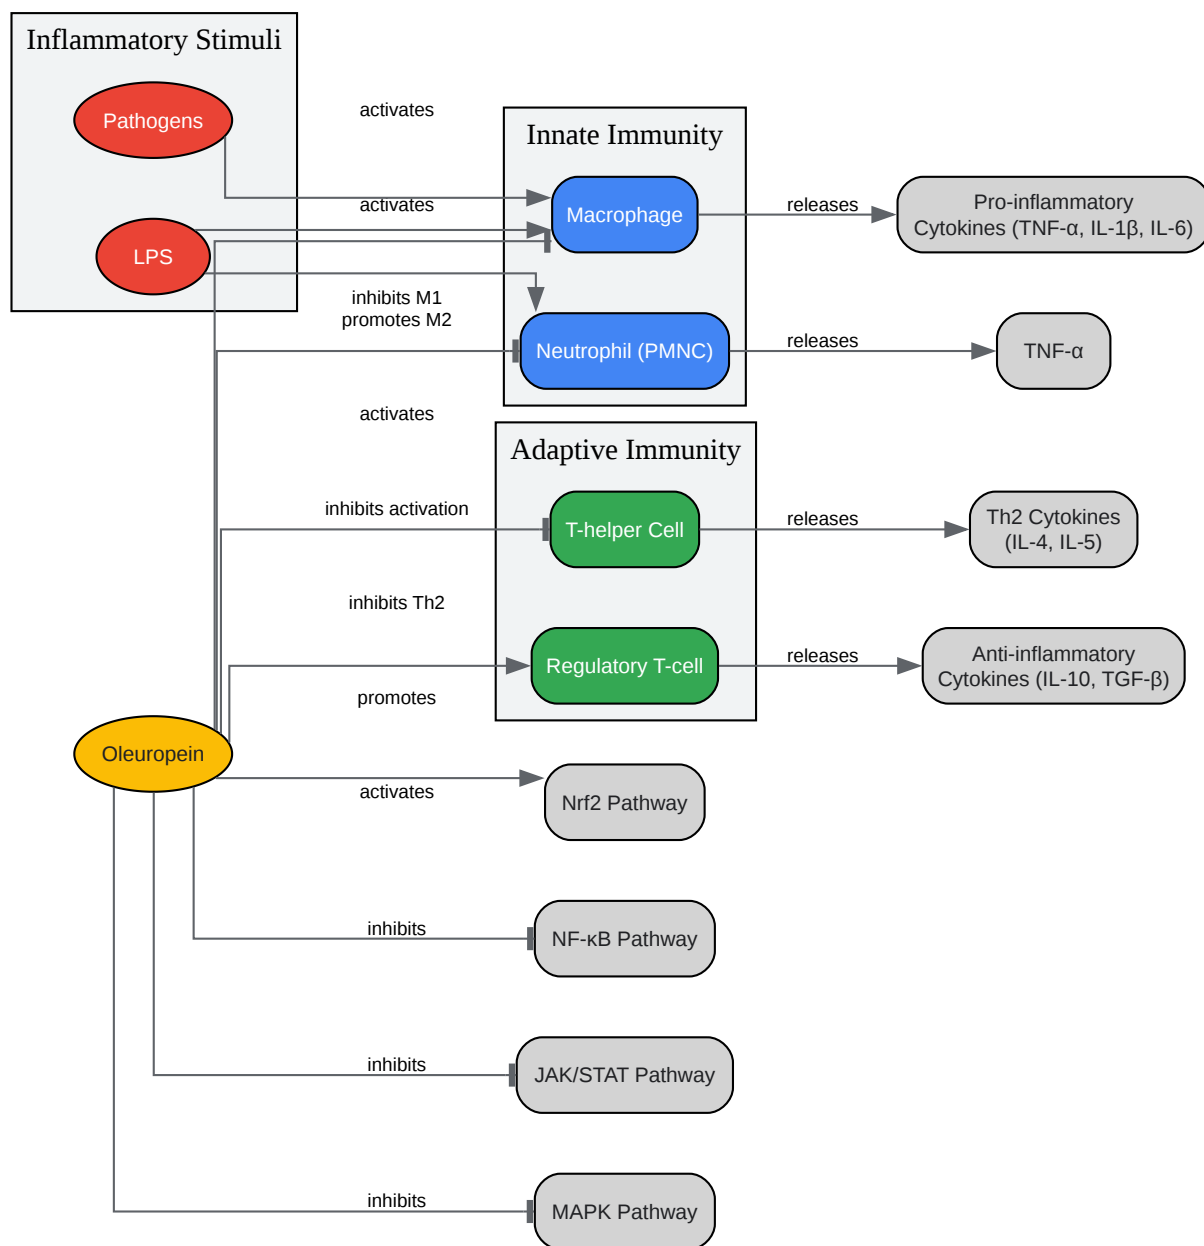 Inflammatory Stimuli
Pathogens
activates
Innate Immunity
Macrophage
releases
Pro-inflammatory
Cytokines (TNF-α, IL-1β, IL-6)
activates
LPS
inhibits M1
promotes M2
Neutrophil (PMNC)
releases
TNF-α
activates
Adaptive Immunity
inhibits activation
T-helper Cell
releases
Th2 Cytokines
(IL-4, IL-5)
inhibits Th2
Regulatory T-cell
releases
Anti-inflammatory
Cytokines (IL-10, TGF-β)
promotes
Oleuropein
activates
Nrf2 Pathway
inhibits
NF-κB Pathway
inhibits
JAK/STAT Pathway
inhibits
MAPK Pathway